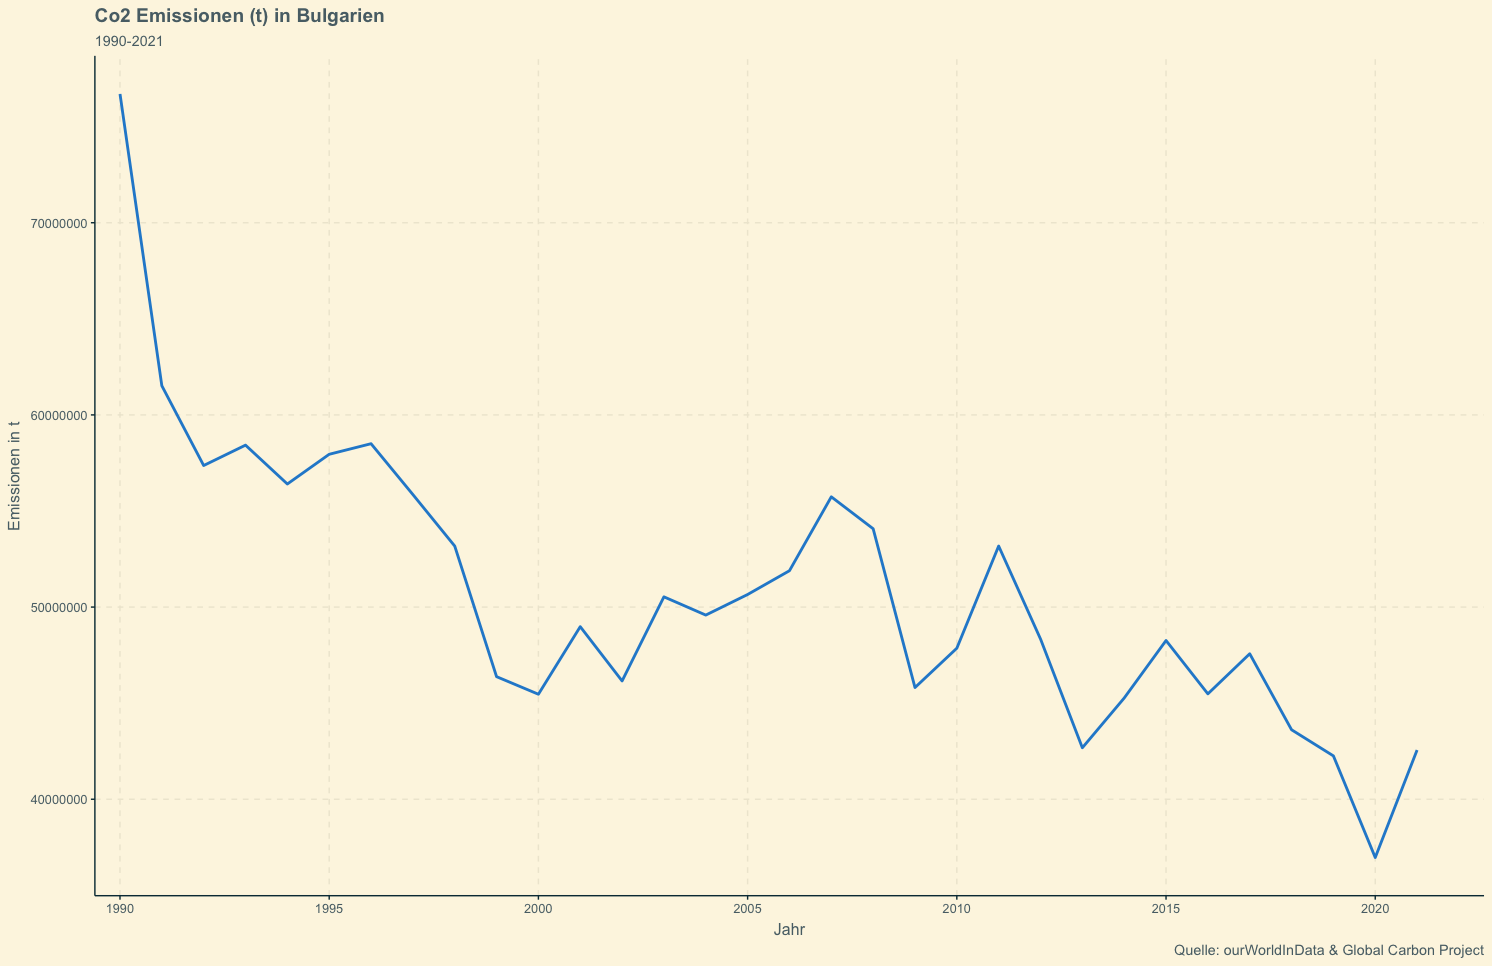 Co2 Emissionen (t) in Bulgarien
1990-2021
Emissionen in t
70000000
60000000
50000000
40000000
1990 1995 2000 2005 2010 2015 2020
Jahr
Quelle: ourWorldInData & Global Carbon Project